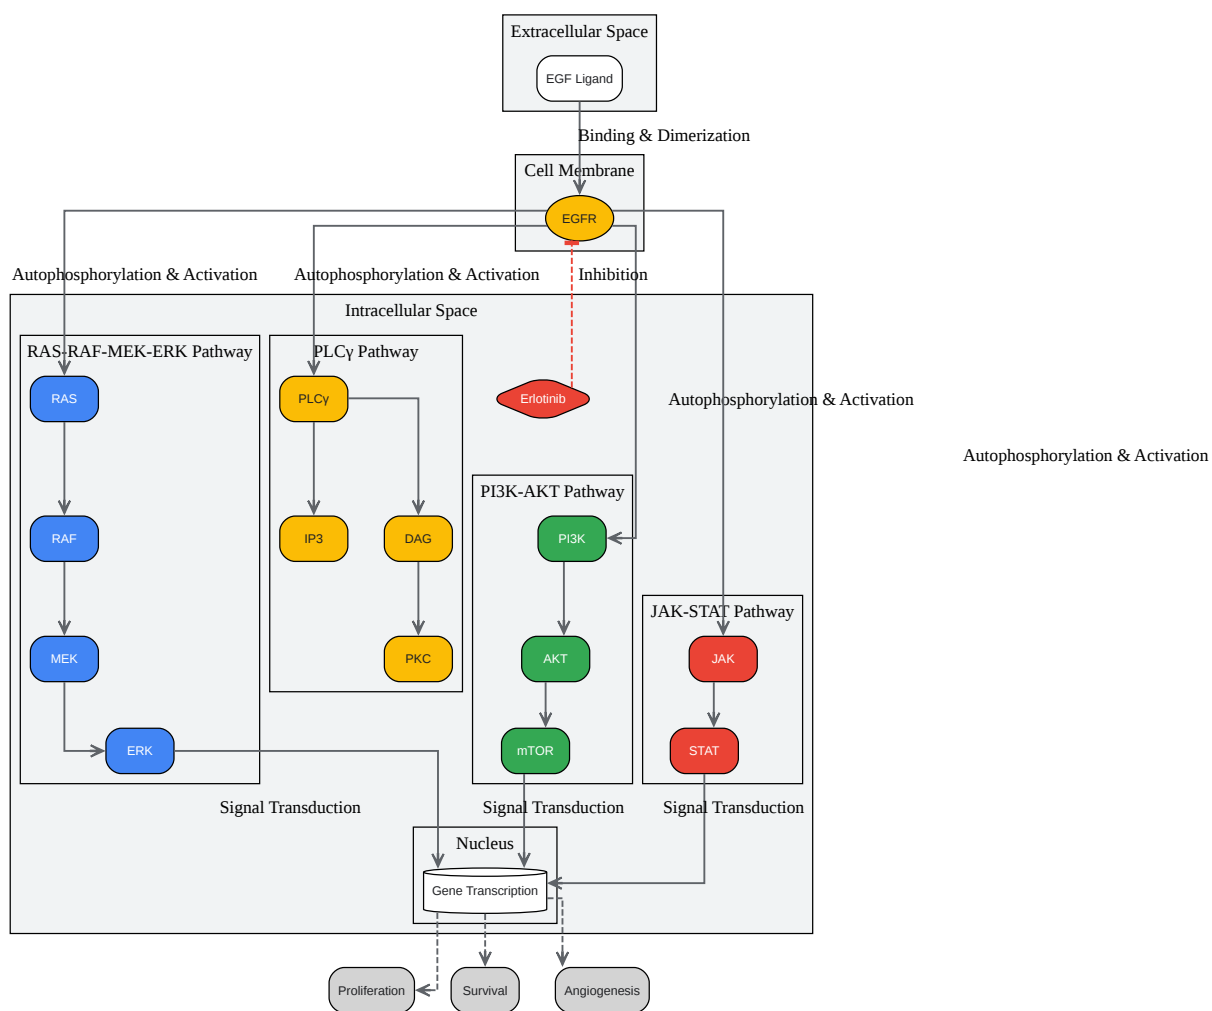 Extracellular Space
EGF Ligand
Binding & Dimerization
Cell Membrane
EGFR
Autophosphorylation & Activation
Autophosphorylation & Activation
Inhibition
Intracellular Space
RAS-RAF-MEK-ERK Pathway
PLCγ Pathway
RAS
PLCγ
Erlotinib
Autophosphorylation & Activation
Autophosphorylation & Activation
PI3K-AKT Pathway
RAF
IP3
DAG
PI3K
JAK-STAT Pathway
MEK
PKC
AKT
JAK
ERK
mTOR
STAT
Signal Transduction
Signal Transduction
Signal Transduction
Nucleus
Gene Transcription
Proliferation
Survival
Angiogenesis